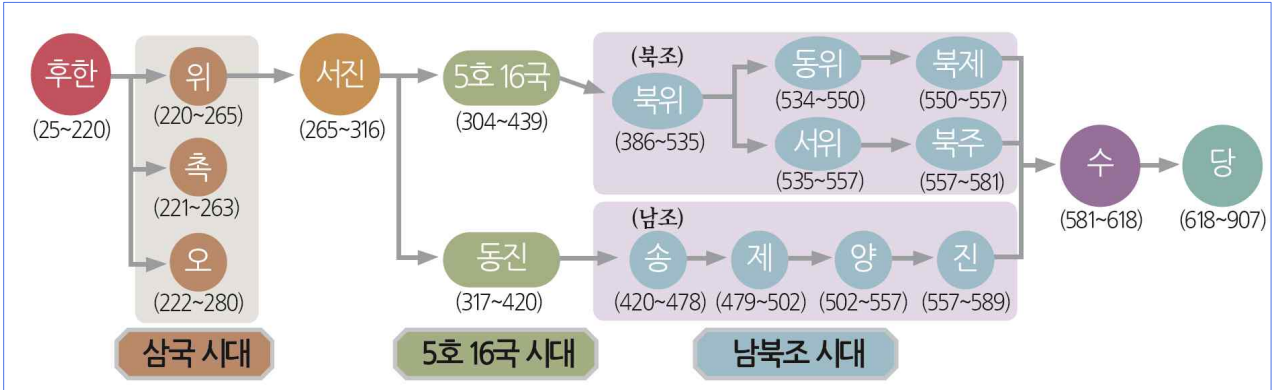 후한
(25~220)
위
(220~265)
촉
(221~263)
오
(222~280)
삼국 시대
서진
(265~316)
5호 16국
(304~439)
동진
(317~420)
5호 16국 시대
(북조)
북위
(386~535)
동위
(534~550)
북제
(550~557)
서위
(535~557)
북주
(557~581)
(남조)
송
(420~478)
제
(479~502)
양
(502~557)
진
(557~589)
남북조 시대
수
(581~618)
당
(618~907)